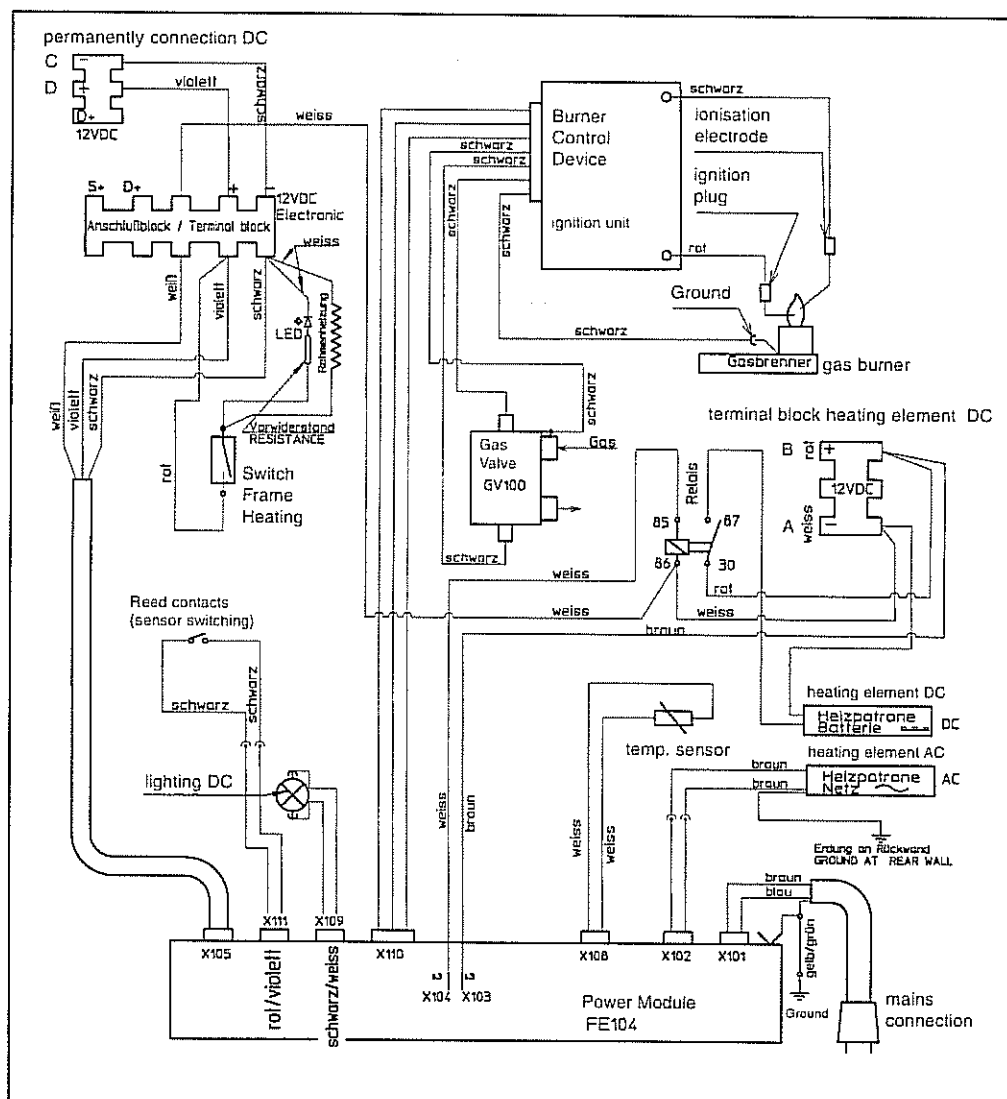 permanently connection DC
C
−
D
+
D+
12VDC
violett
schwarz
weiss
S+
D+
+
−
12VDC
Electronic
Anschlußblock / Terminal block
weiss
weiß
violett
schwarz
LED
Rahmenheizung
Vorwiderstand
RESISTANCE
weiß
violett
schwarz
rot
Switch
Frame
Heating
Burner
Control
Device
ignition unit
schwarz
schwarz
schwarz
schwarz
schwarz
ionisation
electrode
ignition
plug
rot
Ground
schwarz
Gasbrenner
gas burner
Gas
Valve
GV100
Gas
schwarz
schwarz
terminal block heating element DC
B
rot
+
12VDC
A
weiss
−
Relais
85
87
86
30
weiss
rot
weiss
weiss
braun
Reed contacts
(sensor switching)
schwarz
schwarz
lighting DC
weiss
braun
temp. sensor
weiss
weiss
heating element DC
Heizpatrone
Batterie
DC
heating element AC
Heizpatrone
Netz
AC
braun
braun
Erdung an Rückwand
GROUND AT REAR WALL
braun
blau
gelb/grün
Ground
mains
connection
X105
X111
rot/violett
X109
schwarz/weiss
X110
X104
X103
X108
X102
X101
Power Module
FE104